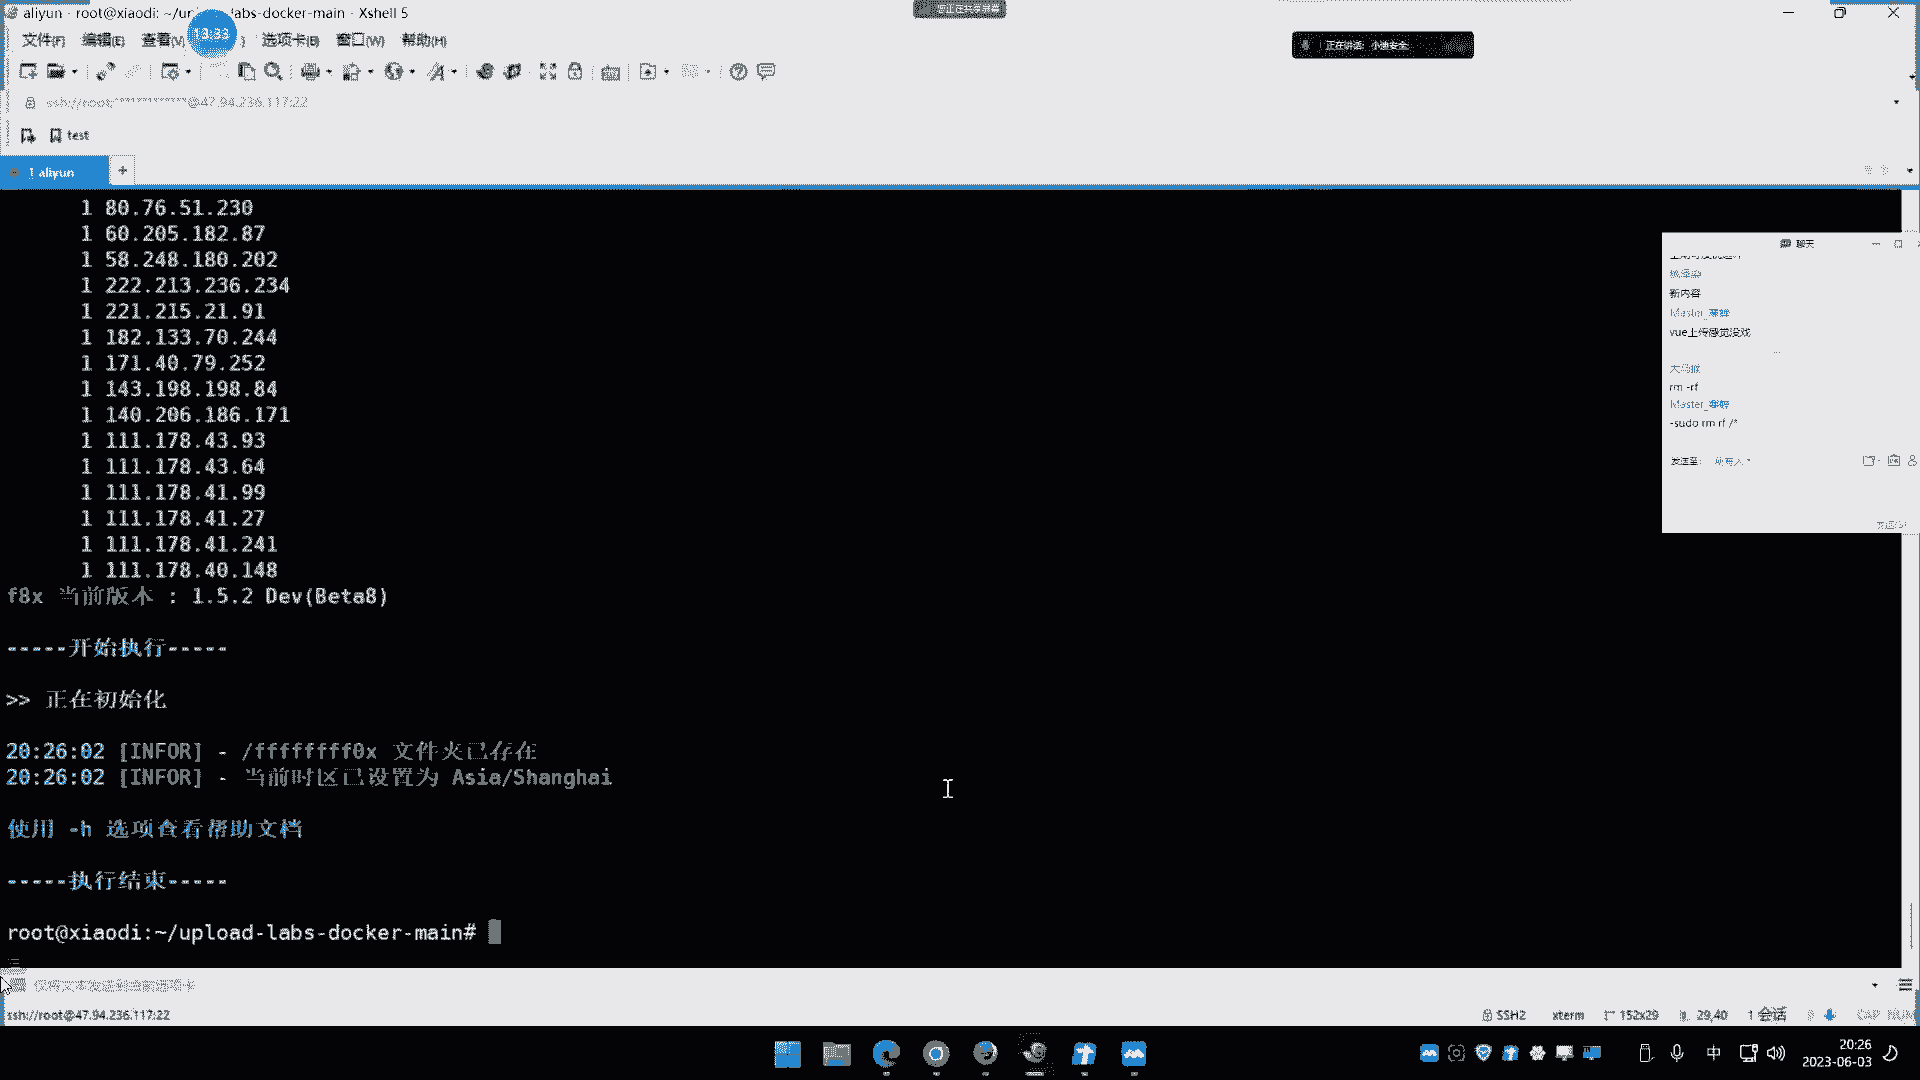 aliyun - root@xiaodi: ~/up labs-docker-main - Xshell 5
您正在共享屏幕
文件(F) 编辑(E) 查看(V) 选项卡(B) 窗口(W) 帮助(H)
13:33
正在讲话: 小迪安全
ssh://root:************@47.94.236.117:22
test
1 aliyun
+
1 80.76.51.230
1 60.205.182.87
1 58.248.180.202
1 222.213.236.234
1 221.215.21.91
1 182.133.70.244
1 171.40.79.252
1 143.198.198.84
1 140.206.186.171
1 111.178.43.93
1 111.178.43.64
1 111.178.41.99
1 111.178.41.27
1 111.178.41.241
1 111.178.40.148
f8x 当前版本 : 1.5.2 Dev(Beta8)
-----开始执行-----
>> 正在初始化
20:26:02 [INFOR] - /ffffffff0x 文件夹已存在
20:26:02 [INFOR] - 当前时区已设置为 Asia/Shanghai
使用 -h 选项查看帮助文档
-----执行结束-----
root@xiaodi:~/upload-labs-docker-main#
聊天
新内容
vue上传感觉没戏
rm -rf
-sudo rm rf /*
发送至: 所有人
仅将文本发送到当前选项卡
ssh://root@47.94.236.117:22
SSH2 xterm 152x29 29,40 1 会话 CAP NUM
中
20:26
2023-06-03